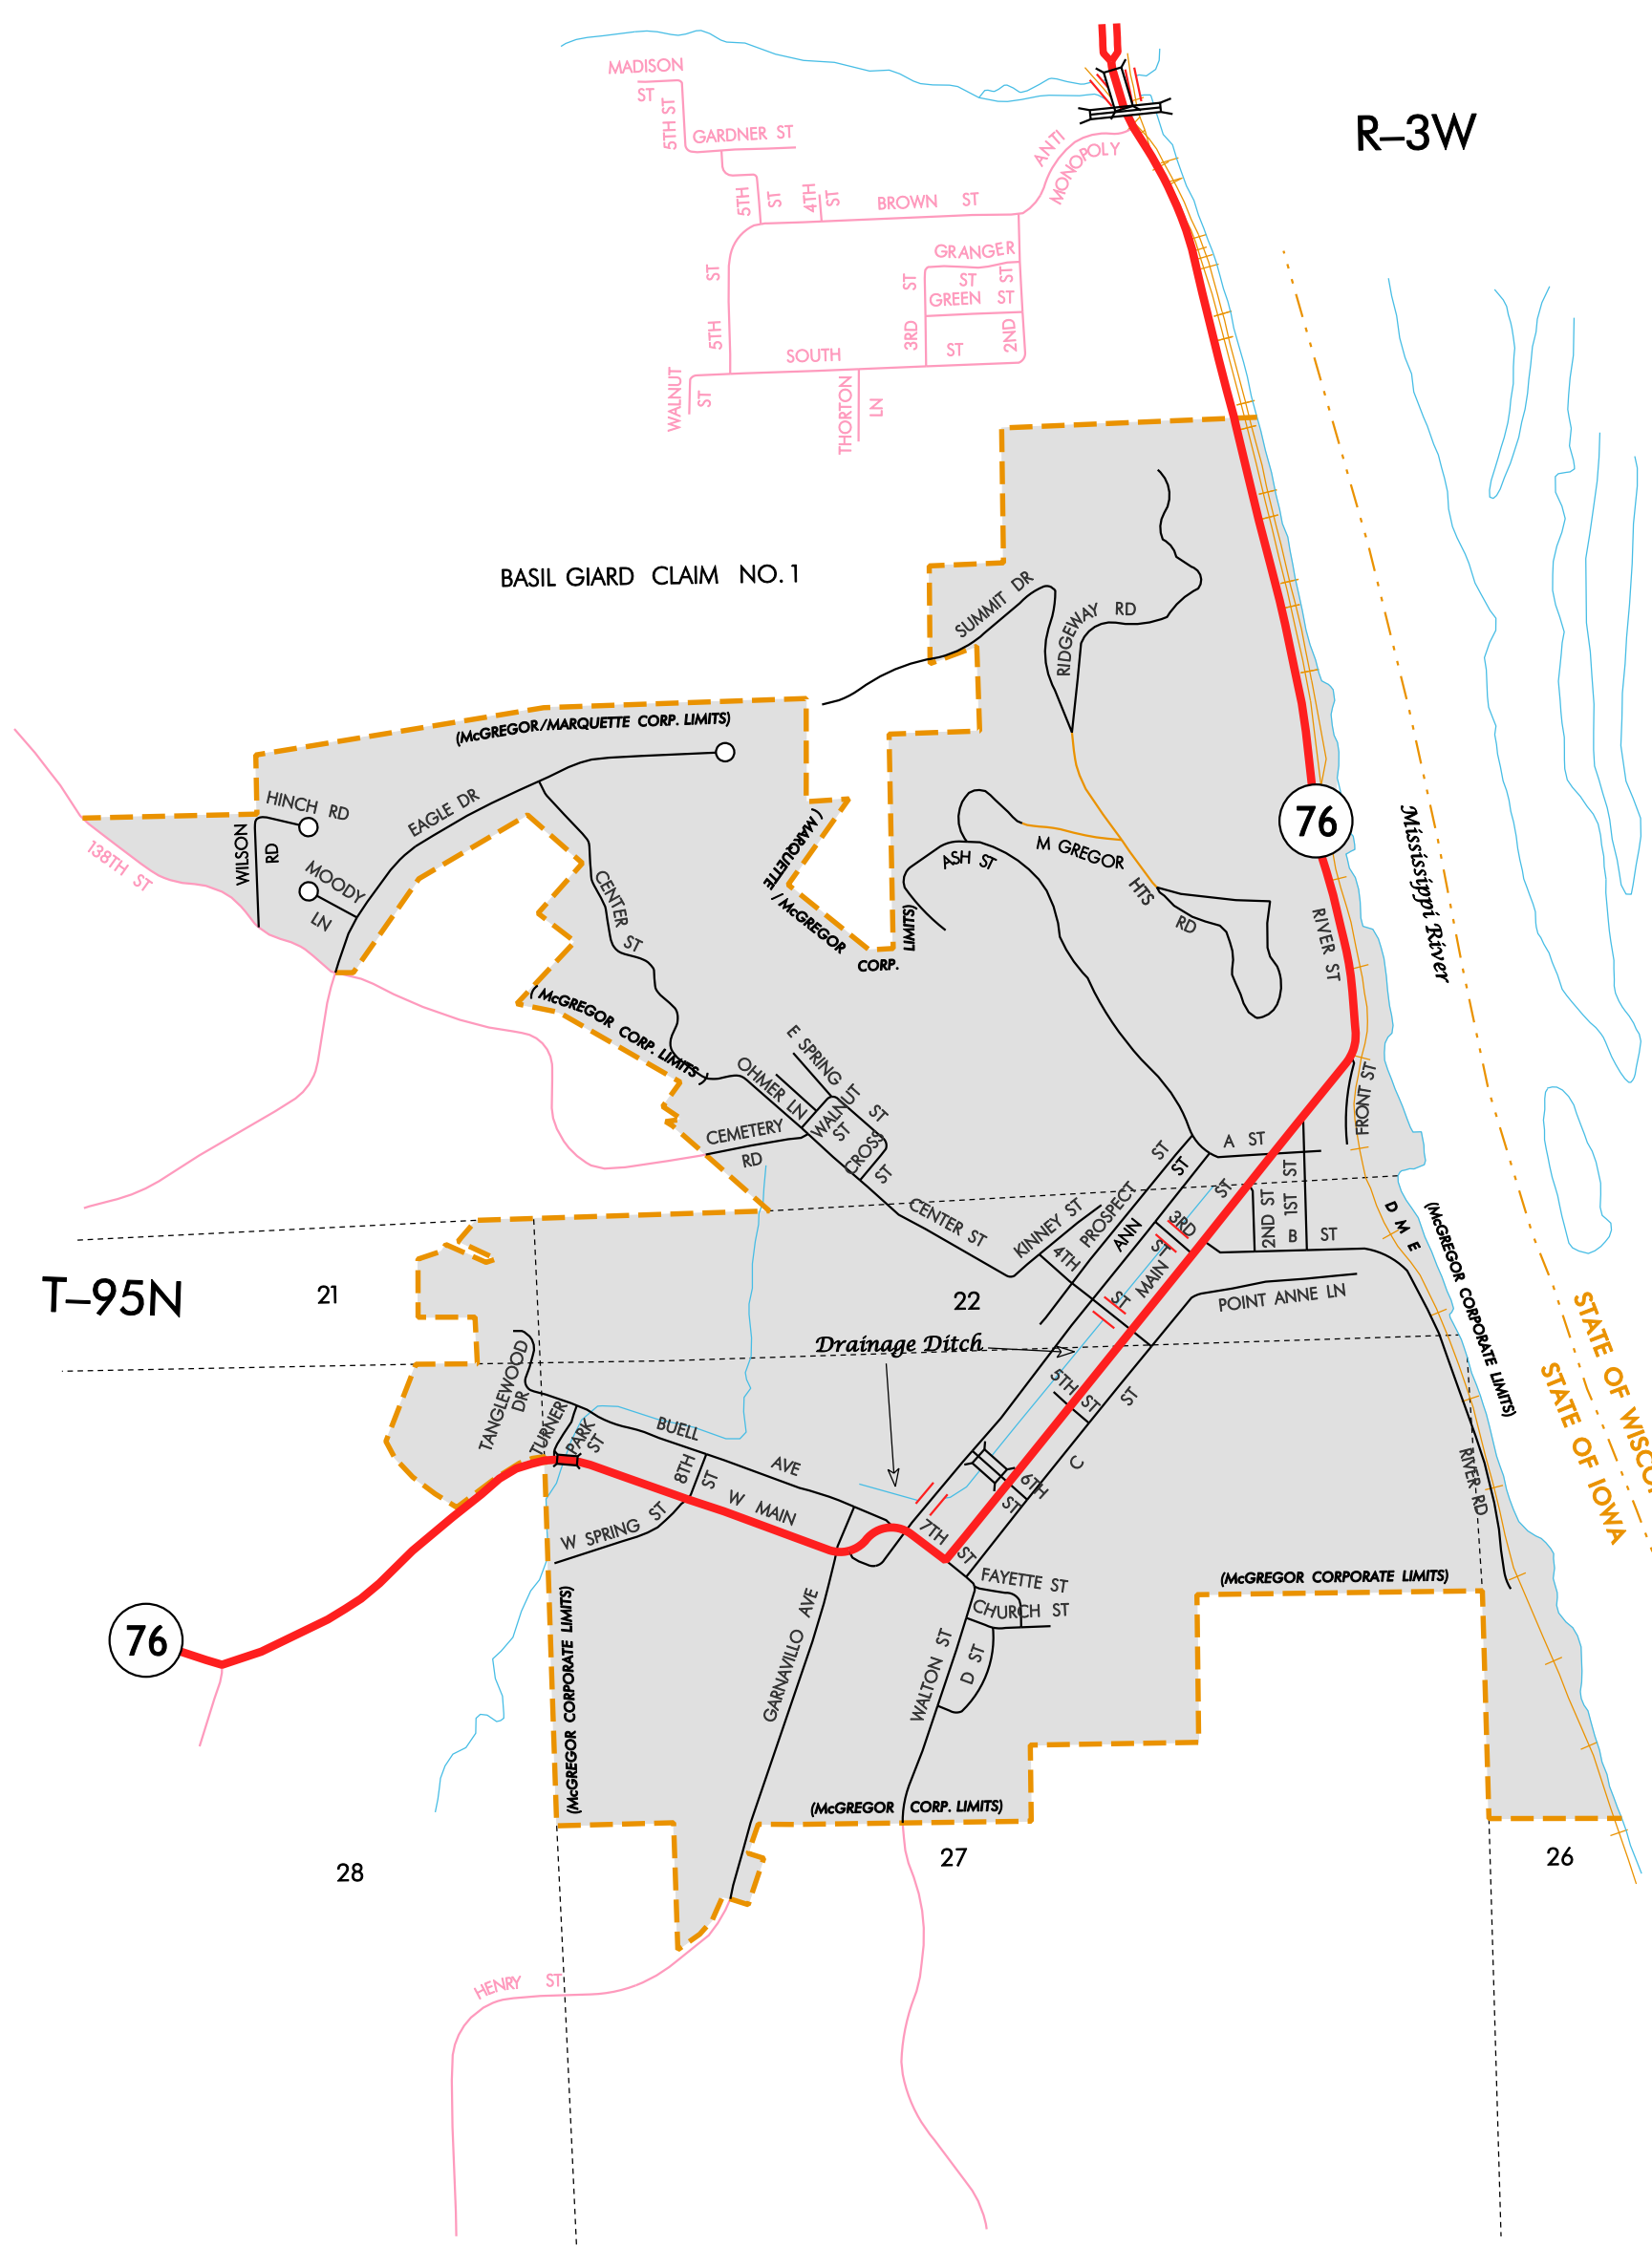 MADISON
ST
5TH ST
GARDNER ST
R–3W
ANTI
MONOPOLY
5TH
ST
4TH
ST
BROWN ST
GRANGER
ST
ST
ST
GREEN ST
ST
5TH
3RD
2ND
SOUTH
ST
WALNUT
ST
THORTON
LN
BASIL GIARD CLAIM NO. 1
SUMMIT DR
RIDGEWAY RD
(McGREGOR/MARQUETTE CORP. LIMITS)
HINCH RD
EAGLE DR
WILSON
RD
138TH ST
MOODY
LN
CENTER
ST
( MARQUETTE
/ McGREGOR
CORP.
LIMITS)
ASH ST
M GREGOR
HTS
RD
76
RIVER ST
Mississippi River
( McGREGOR CORP. LIMITS )
E SPRING
ST
OHMER LN
WALNUT
ST
CROSS
ST
CEMETERY
RD
FRONT ST
A ST
ST
PROSPECT
ST
ANN
KINNEY ST
CENTER ST
4TH
ST
3RD
ST
ST
MAIN
2ND ST
1ST ST
B ST
D M E
(McGREGOR CORPORATE LIMITS)
T–95N
21
22
POINT ANNE LN
Drainage Ditch
STATE OF WISCO
STATE OF IOWA
TANGLEWOOD
DR
TURNER
PARK
ST
BUELL
AVE
5TH
ST
ST
C
8TH
ST
W MAIN
W SPRING ST
6TH
ST
7TH
ST
RIVER RD
FAYETTE ST
CHURCH ST
(McGREGOR CORPORATE LIMITS)
76
(McGREGOR CORPORATE LIMITS)
GARNAVILLO AVE
WALTON ST
D ST
(McGREGOR CORP. LIMITS)
28
27
26
HENRY ST